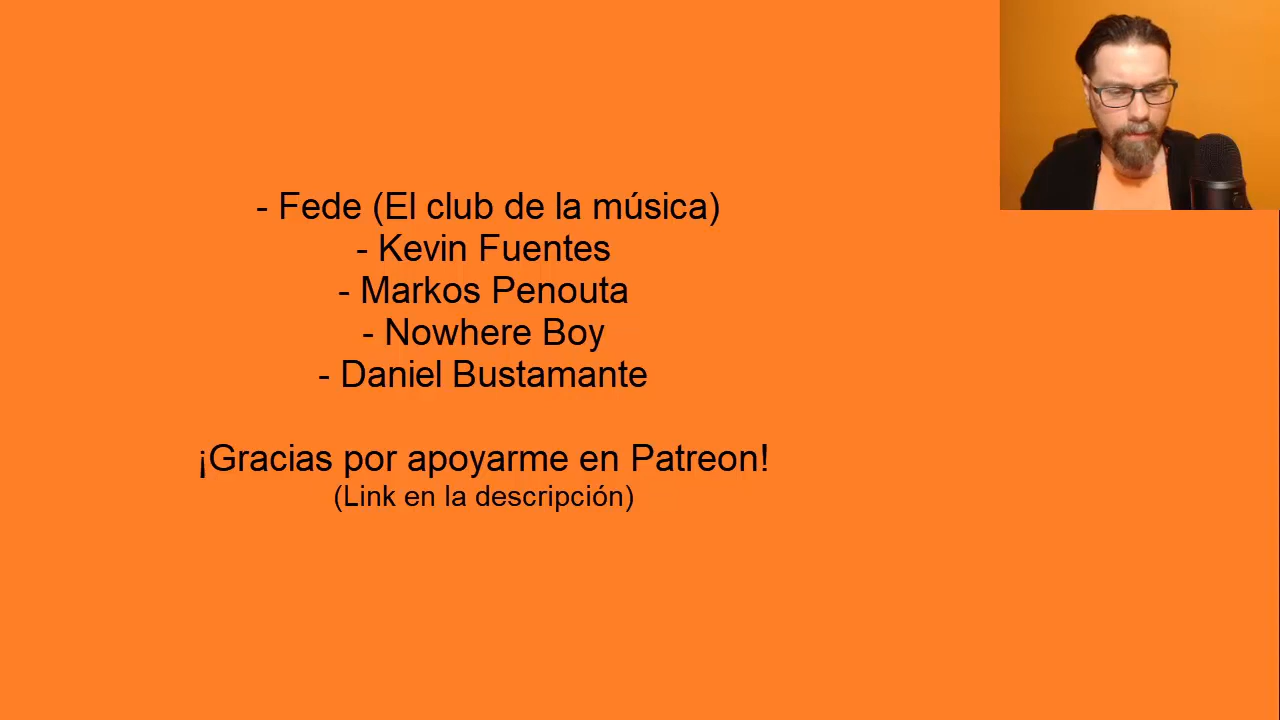 - Fede (El club de la música)
- Kevin Fuentes
- Markos Penouta
- Nowhere Boy
- Daniel Bustamante
¡Gracias por apoyarme en Patreon!
(Link en la descripción)